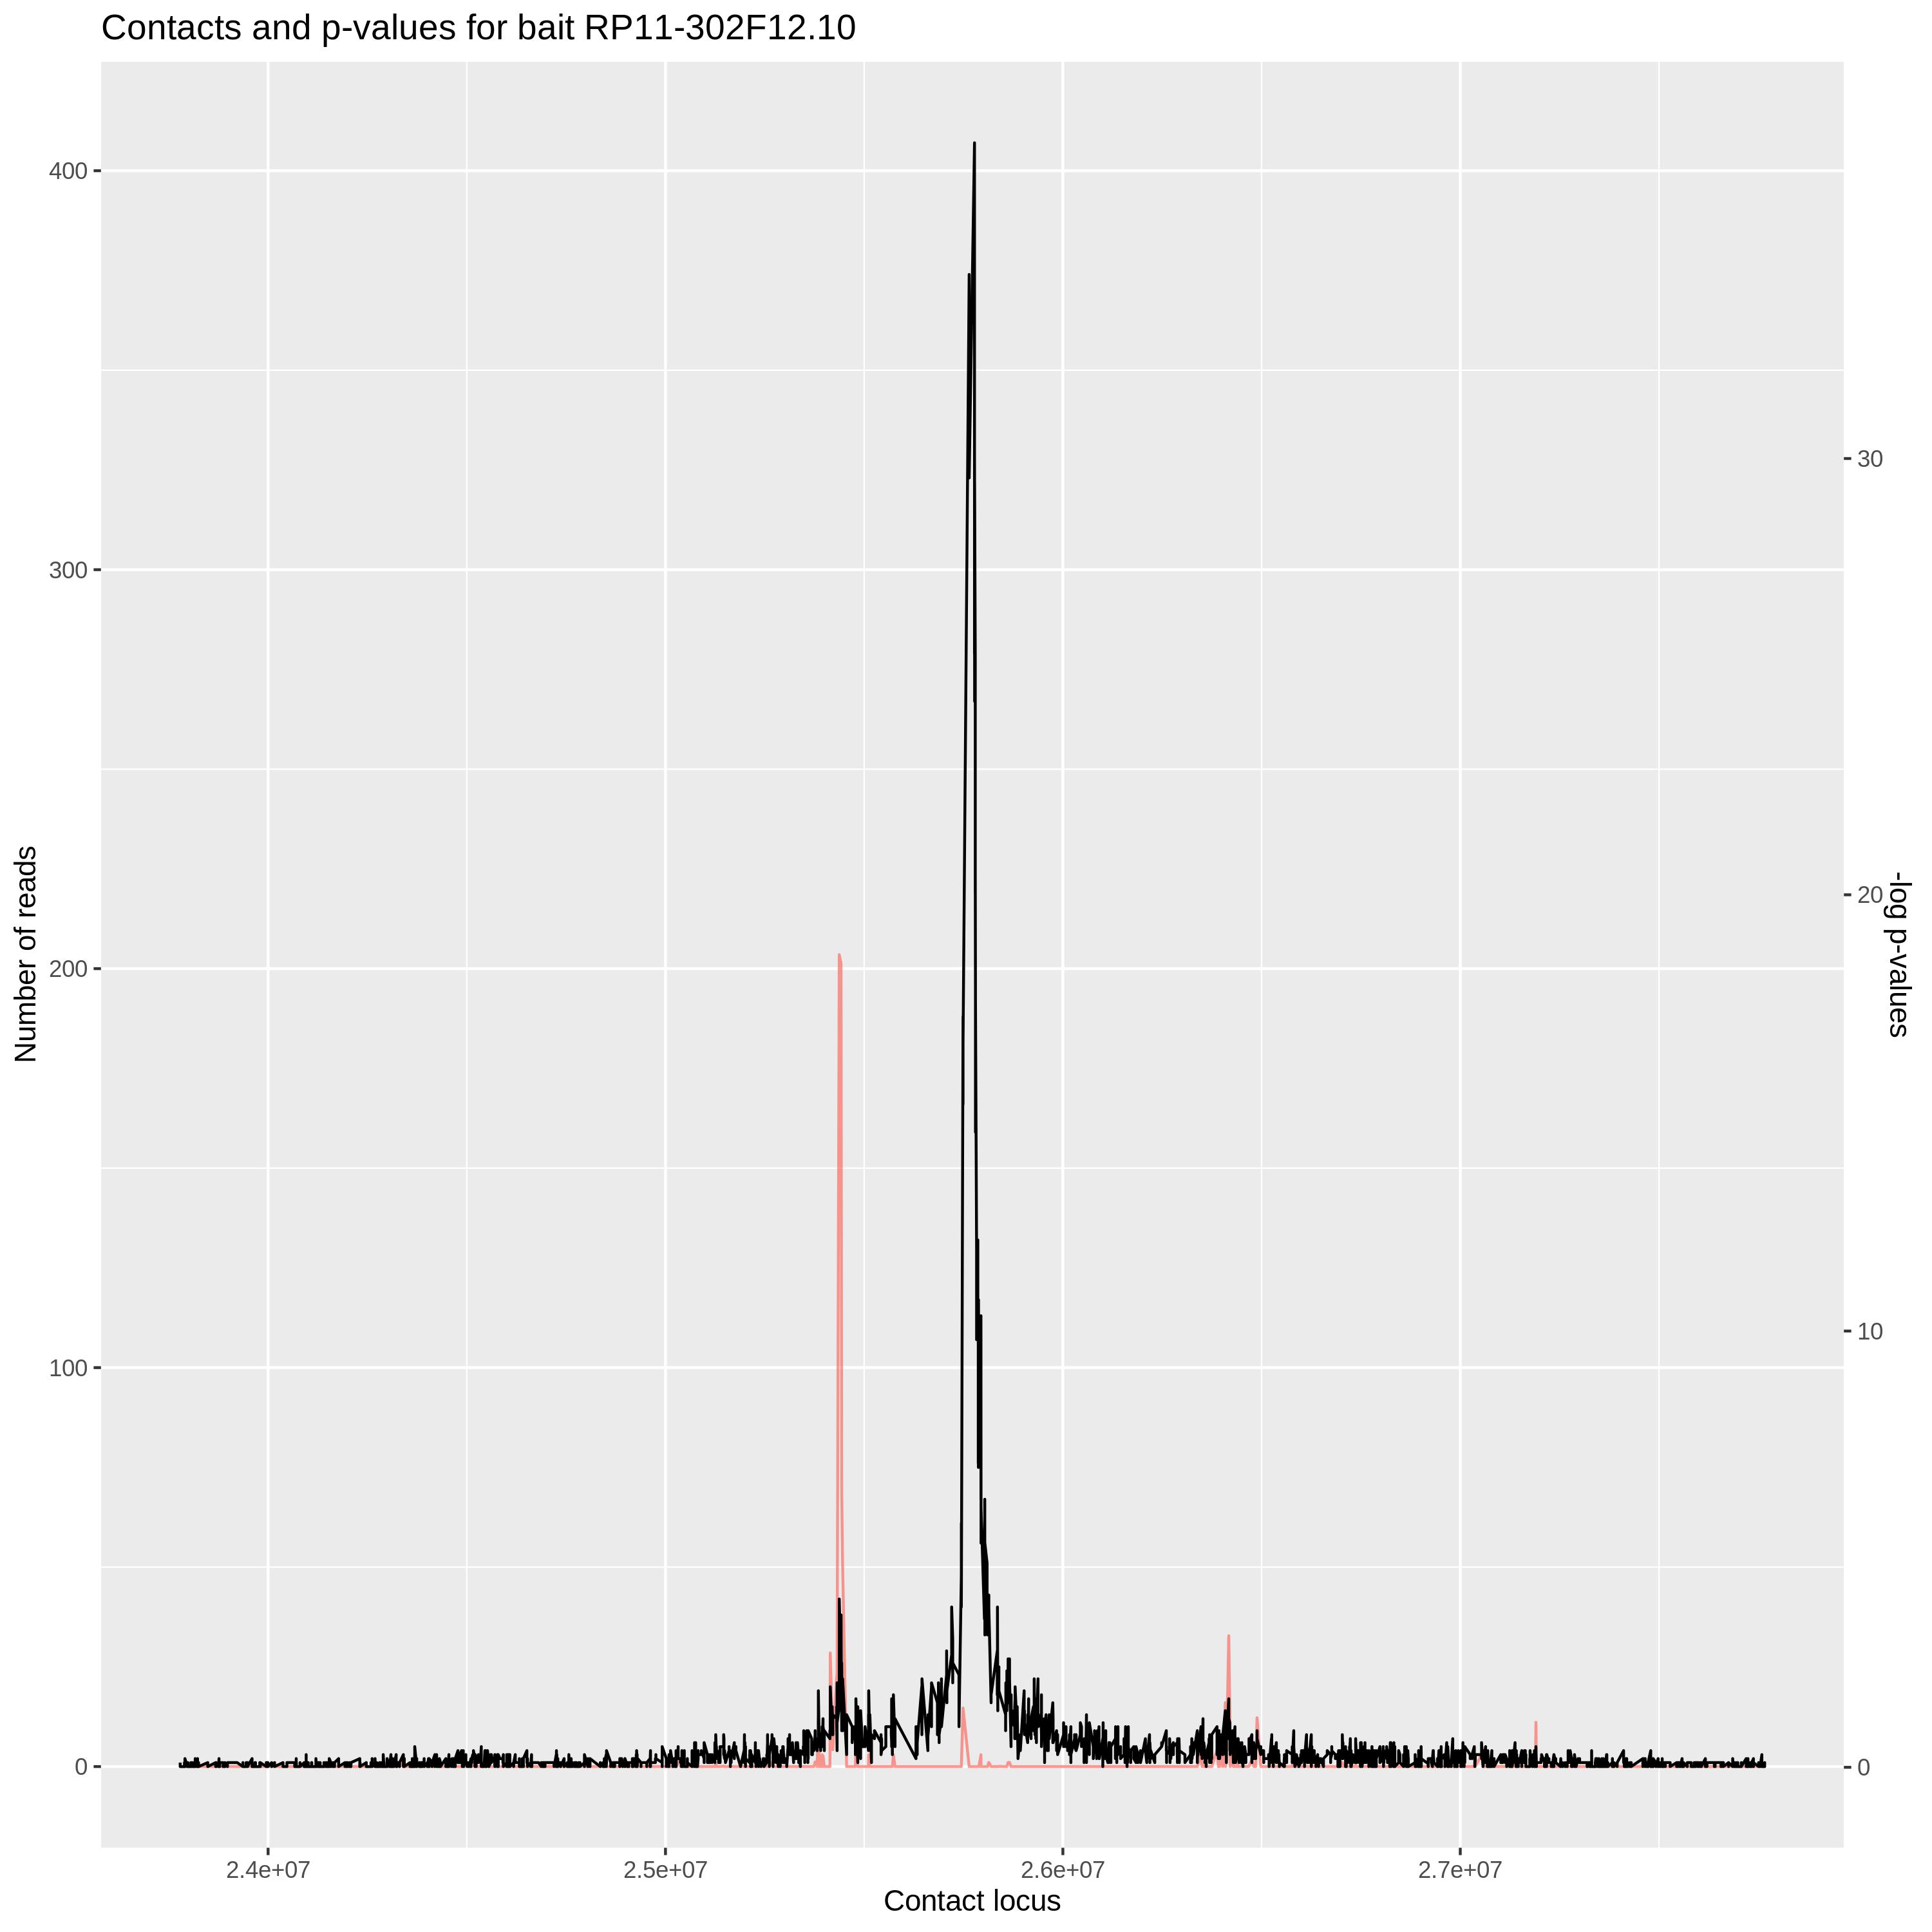 Contacts and p-values for bait RP11-302F12.10
400
300
200
100
0
Number of reads
30
20
10
0
-log p-values
2.4e+07
2.5e+07
2.6e+07
2.7e+07
Contact locus